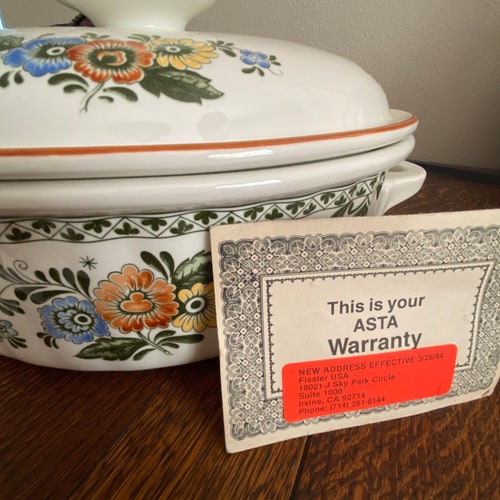 This is your
ASTA
Warranty
NEW ADDRESS EFFECTIVE 3/26/84
Fissler USA
18021-J Sky Park Circle
Suite 1000
Irvine, CA 92714
Phone: (714) 261-6144